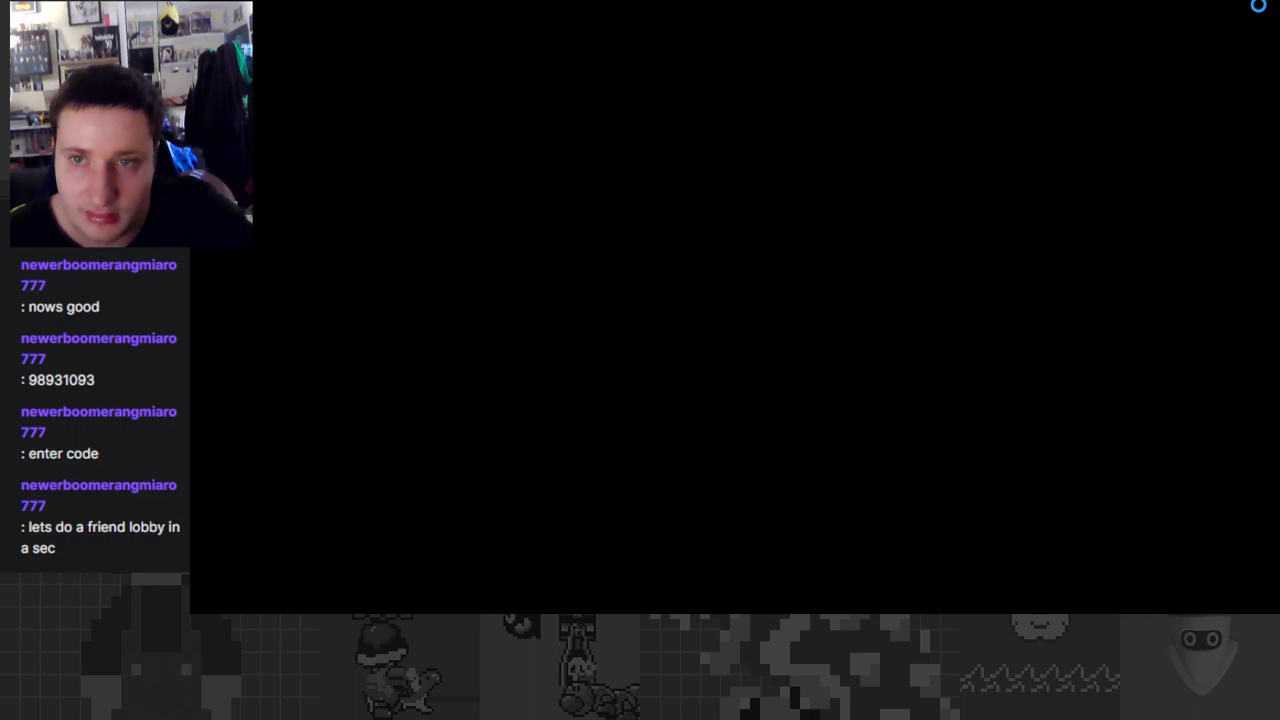 newerboomerangmiaro
777
: nows good
newerboomerangmiaro
777
: 98931093
newerboomerangmiaro
777
: enter code
newerboomerangmiaro
777
: lets do a friend lobby in
a sec